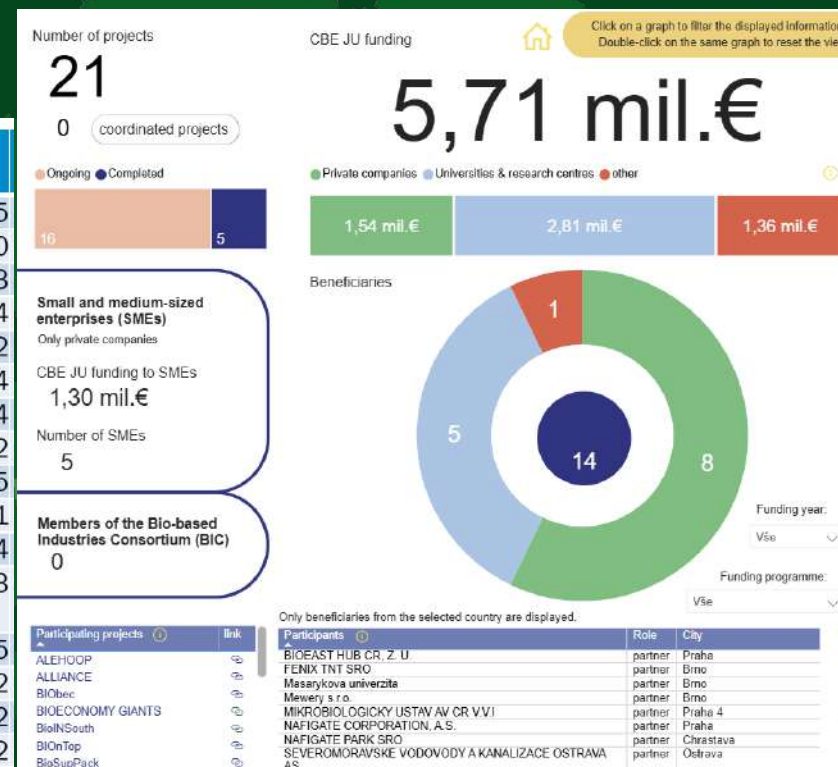 Number of projects
21
0 coordinated projects
Ongoing Completed
16 5
Small and medium-sized
enterprises (SMEs)
Only private companies
CBE JU funding to SMEs
1,30 mil.€
Number of SMEs
5
Members of the Bio-based
Industries Consortium (BIC)
0
Participating projects link
ALEHOOP
ALLIANCE
BIObec
BIOECONOMY GIANTS
BioINSouth
BIOnTop
BioSupPack
CBE JU funding
Click on a graph to filter the displayed information
Double-click on the same graph to reset the vie
5,71 mil.€
Private companies Universities & research centres other
1,54 mil.€ 2,81 mil.€ 1,36 mil.€
Beneficiaries
1
5
14
8
Funding year:
Vše
Funding programme:
Vše
Only beneficiaries from the selected country are displayed.
Participants Role City
BIOEAST HUB CR, Z. U. partner Praha
FENIX TNT SRO partner Brno
Masarykova univerzita partner Brno
Mewery s.r.o. partner Brno
MIKROBIOLOGICKY USTAV AV CR V.V.I partner Praha 4
NAFIGATE CORPORATION, A.S. partner Praha
NAFIGATE PARK SRO partner Chrastava
SEVEROMORAVSKE VODOVODY A KANALIZACE OSTRAVA partner Ostrava
AS